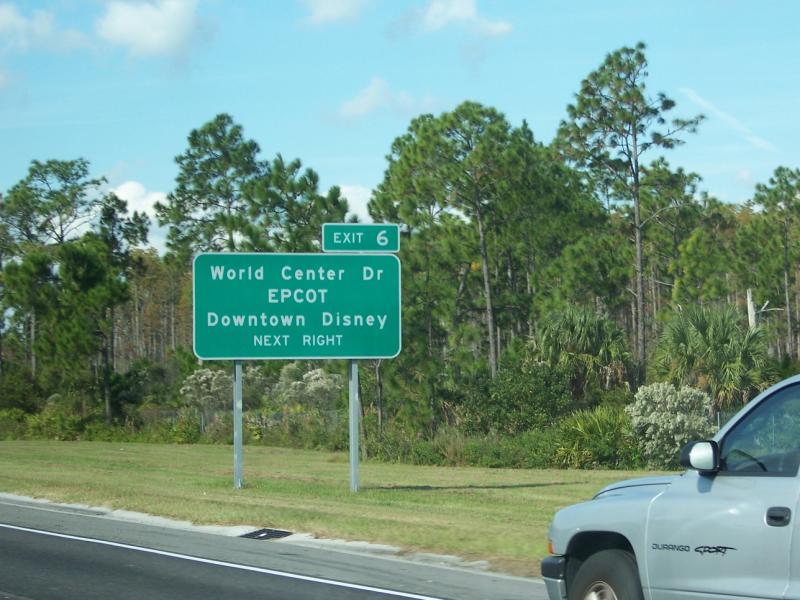 EXIT 6
World Center Dr
EPCOT
Downtown Disney
NEXT RIGHT
DURANGO SPORT